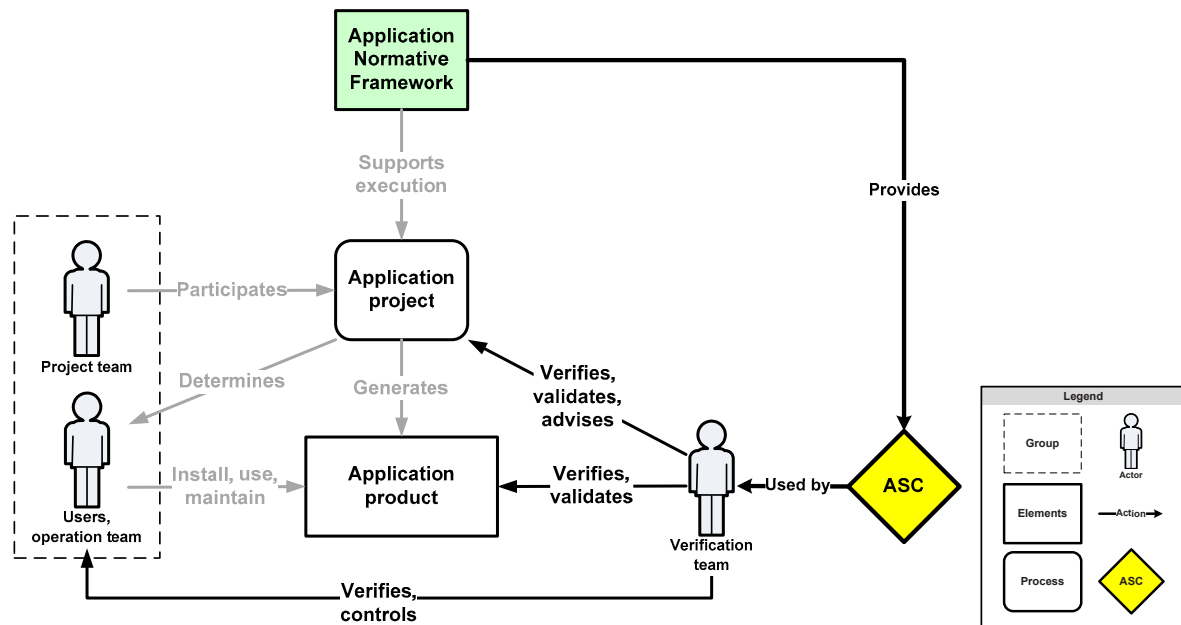 Application
Normative
Framework
Supports
execution
Provides
Application
project
Participates
Project team
Determines
Generates
Verifies,
validates,
advises
Application
product
Install, use,
maintain
Verifies,
validates
Used by
ASC
Users,
operation team
Verification
team
Verifies,
controls
Legend
Group
Actor
Elements
Action
Process
ASC